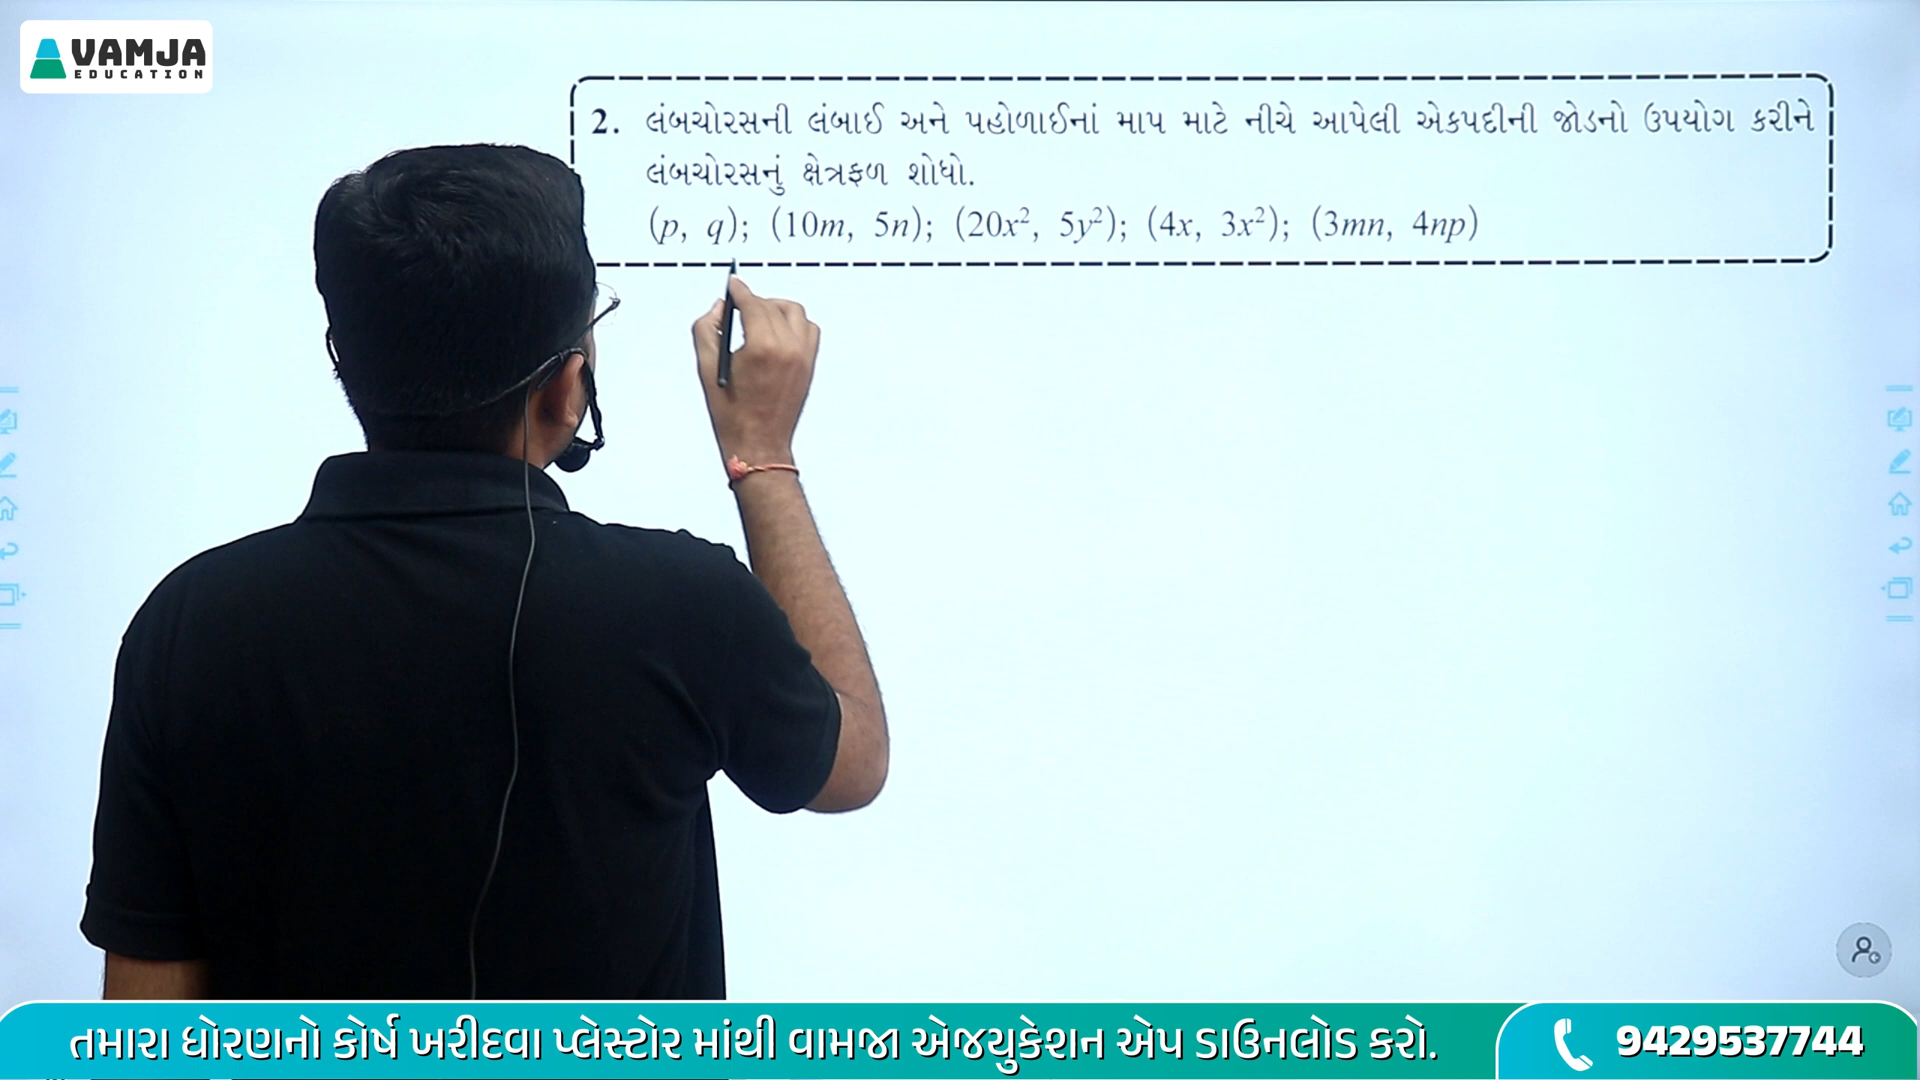 VAMJA
EDUCATION
2. લંબચોરસની લંબાઈ અને પહોળાઈનાં માપ માટે નીચે આપેલી એકપદીની જોડનો ઉપયોગ કરીને
લંબચોરસનું ક્ષેત્રફળ શોધો.
(p, q); (10m, 5n); (20x², 5y²); (4x, 3x²); (3mn, 4np)
તમારા ધોરણનો કોર્ષ ખરીદવા પ્લેસ્ટોર માંથી વામજા એજ્યુકેશન એપ ડાઉનલોડ કરો.
9429537744